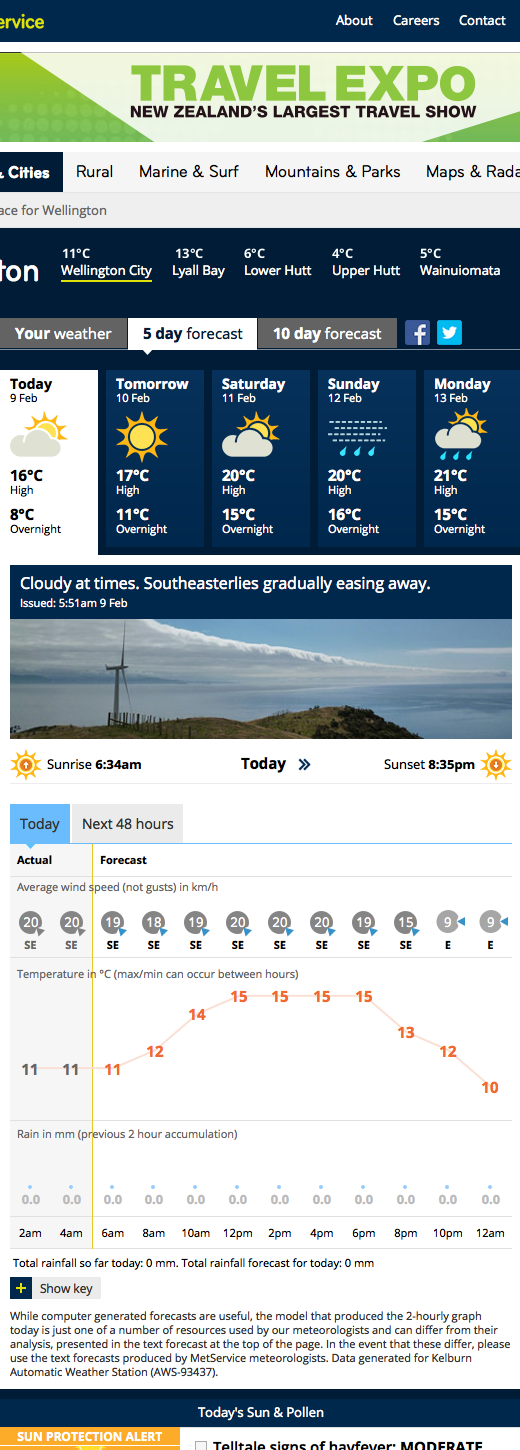 ervice
About Careers Contact
TRAVEL EXPO
NEW ZEALAND'S LARGEST TRAVEL SHOW
& Cities Rural Marine & Surf Mountains & Parks Maps & Rada
ace for Wellington
ton
11°C 13°C 6°C 4°C 5°C
Wellington City Lyall Bay Lower Hutt Upper Hutt Wainuiomata
Your weather 5 day forecast 10 day forecast
Today Tomorrow Saturday Sunday Monday
9 Feb 10 Feb 11 Feb 12 Feb 13 Feb
16°C 17°C 20°C 20°C 21°C
High High High High High
8°C 11°C 15°C 16°C 15°C
Overnight Overnight Overnight Overnight Overnight
Cloudy at times. Southeasterlies gradually easing away.
Issued: 5:51am 9 Feb
Sunrise 6:34am Today Sunset 8:35pm
Today Next 48 hours
Actual Forecast
Average wind speed (not gusts) in km/h
20 20 19 18 19 20 20 20 19 15 9 9
SE SE SE SE SE SE SE SE SE SE E E
Temperature in °C (max/min can occur between hours)
11 11 11 12 14 15 15 15 15 13 12 10
Rain in mm (previous 2 hour accumulation)
0.0 0.0 0.0 0.0 0.0 0.0 0.0 0.0 0.0 0.0 0.0 0.0
2am 4am 6am 8am 10am 12pm 2pm 4pm 6pm 8pm 10pm 12am
Total rainfall so far today: 0 mm. Total rainfall forecast for today: 0 mm
+ Show key
While computer generated forecasts are useful, the model that produced the 2-hourly graph
today is just one of a number of resources used by our meteorologists and can differ from their
analysis, presented in the text forecast at the top of the page. In the event that these differ, please
use the text forecasts produced by MetService meteorologists. Data generated for Kelburn
Automatic Weather Station (AWS-93437).
Today's Sun & Pollen
SUN PROTECTION ALERT
Telltale signs of hayfever: MODERATE